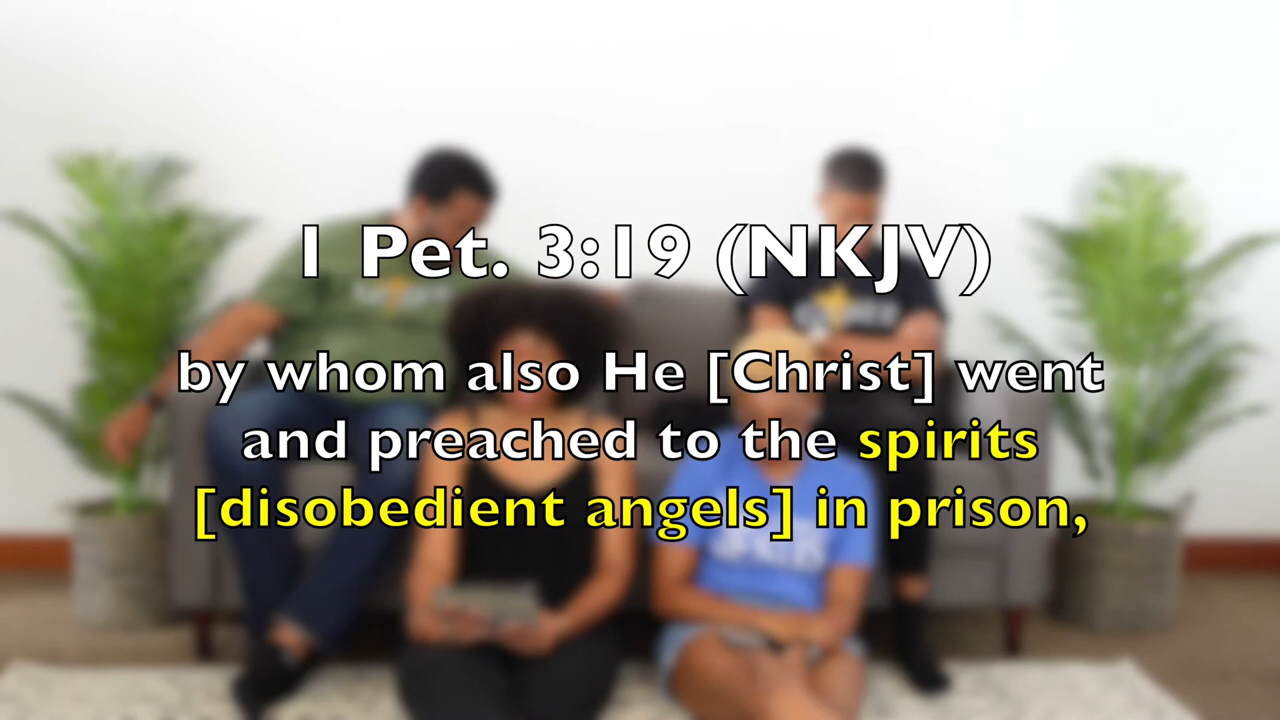 1 Pet. 3:19 (NKJV)
by whom also He [Christ] went
and preached to the spirits
[disobedient angels] in prison,